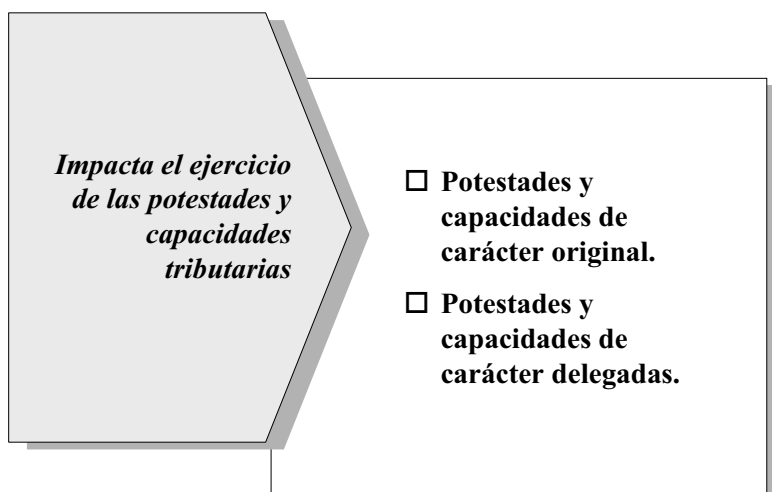 Impacta el ejercicio
de las potestades y
capacidades
tributarias
Potestades y
capacidades de
carácter original.
Potestades y
capacidades de
carácter delegadas.